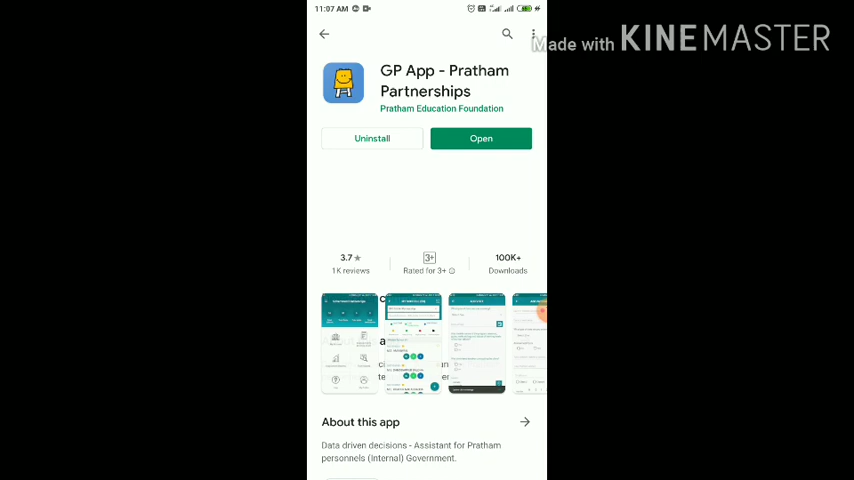 11:07 AM
Made with KINEMASTER
GP App - Pratham
Partnerships
Pratham Education Foundation
Uninstall
Open
3.7★
1K reviews
3+
Rated for 3+
100K+
Downloads
About this app
Data driven decisions - Assistant for Pratham
personnels (Internal) Government.